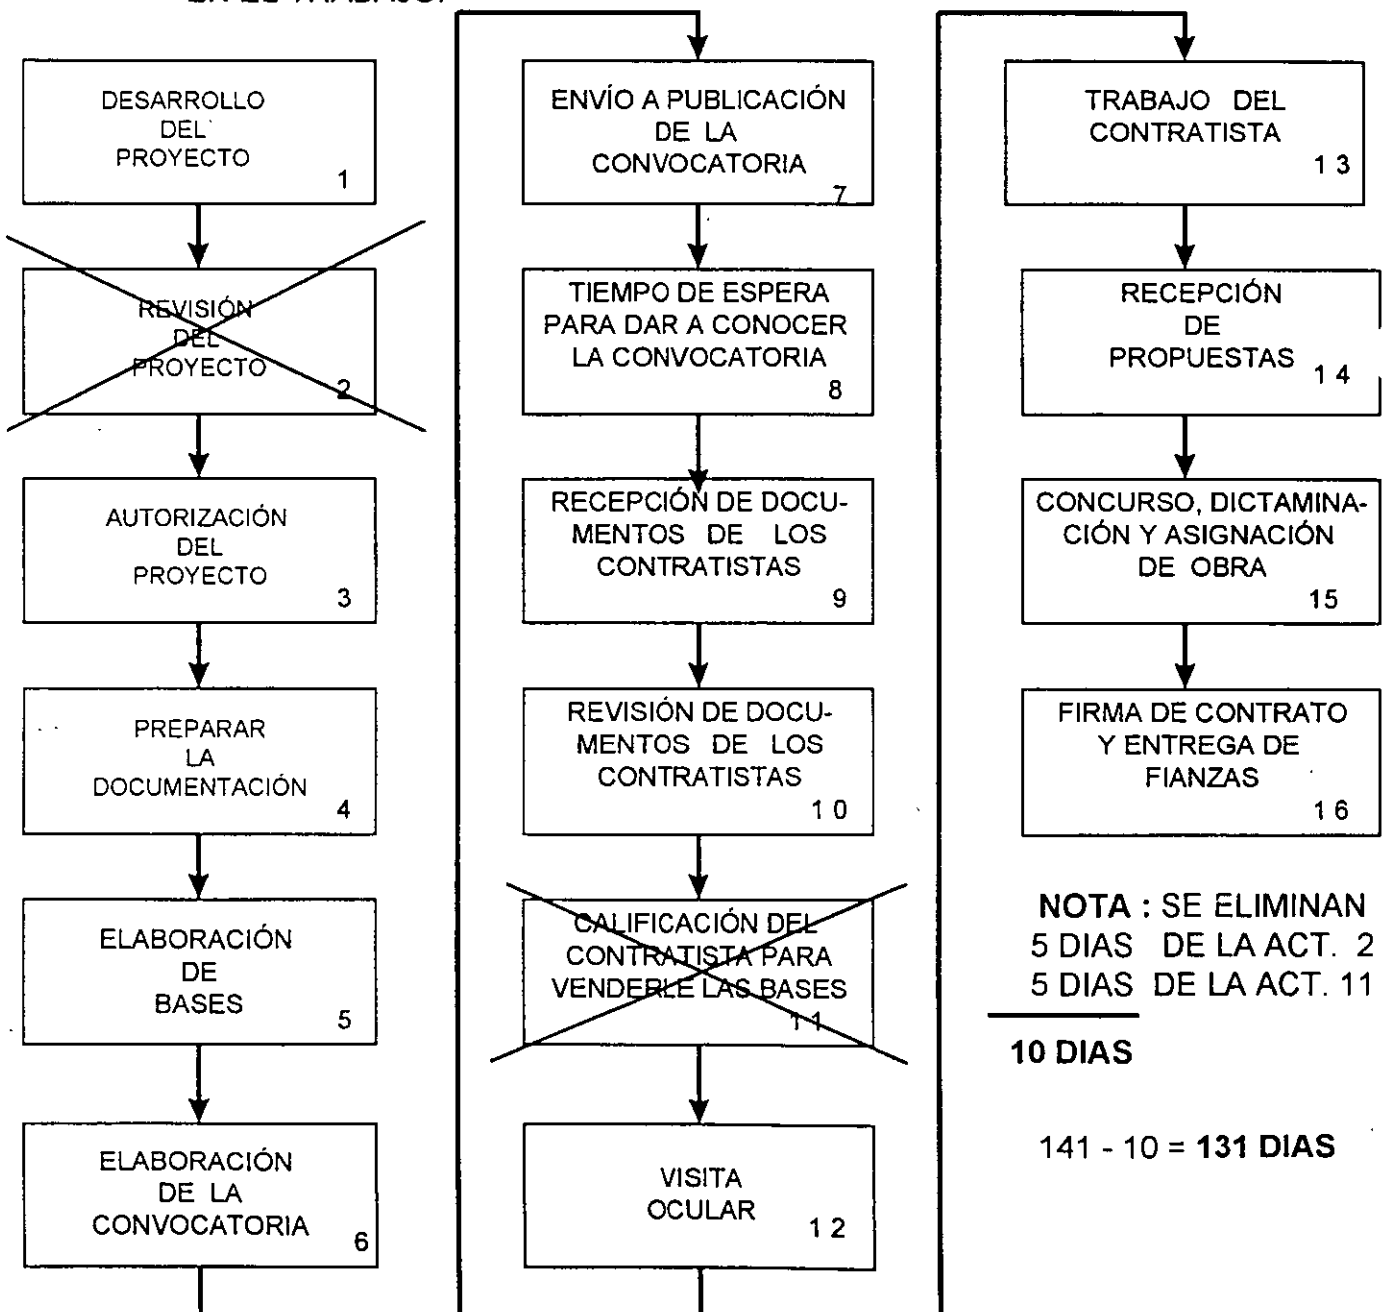 DESARROLLO
DEL
PROYECTO
1
REVISIÓN
DEL
PROYECTO
2
AUTORIZACIÓN
DEL
PROYECTO
3
PREPARAR
LA
DOCUMENTACIÓN
4
ELABORACIÓN
DE
BASES
5
ELABORACIÓN
DE LA
CONVOCATORIA
6
ENVÍO A PUBLICACIÓN
DE LA
CONVOCATORIA
7
TIEMPO DE ESPERA
PARA DAR A CONOCER
LA CONVOCATORIA
8
RECEPCIÓN DE DOCU-
MENTOS DE LOS
CONTRATISTAS
9
REVISIÓN DE DOCU-
MENTOS DE LOS
CONTRATISTAS
10
CALIFICACIÓN DEL
CONTRATISTA PARA
VENDERLE LAS BASES
11
VISITA
OCULAR
12
TRABAJO DEL
CONTRATISTA
13
RECEPCIÓN
DE
PROPUESTAS
14
CONCURSO, DICTAMINA-
CIÓN Y ASIGNACIÓN
DE OBRA
15
FIRMA DE CONTRATO
Y ENTREGA DE
FIANZAS
16
NOTA : SE ELIMINAN
5 DIAS DE LA ACT. 2
5 DIAS DE LA ACT. 11
10 DIAS
141 - 10 = 131 DIAS